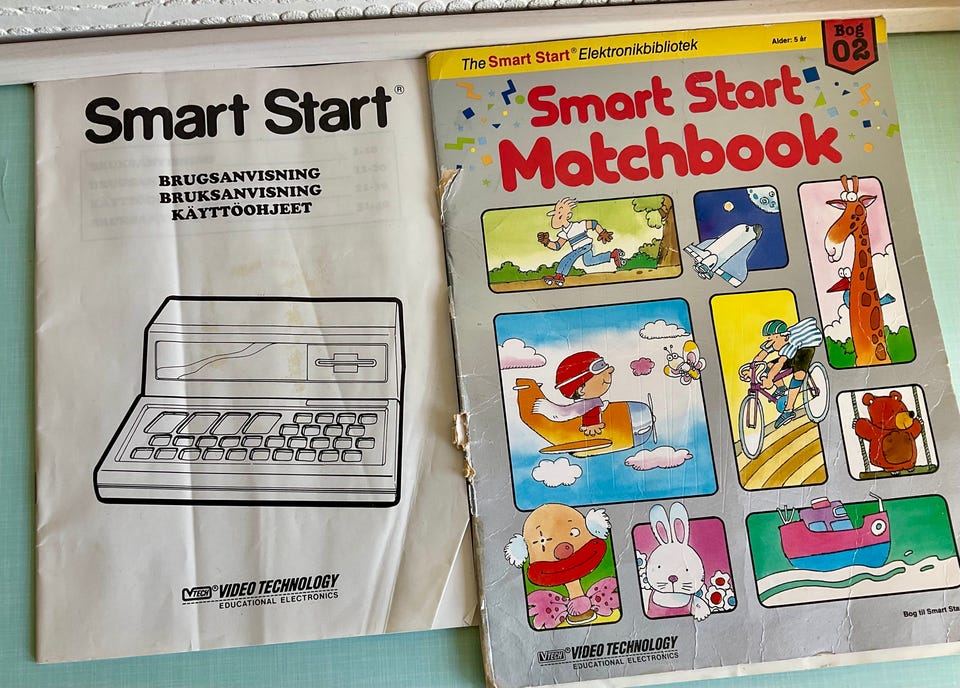 Smart Start®
BRUGSANVISNING
BRUKSANVISNING
KÄYTTÖOHJEET
VTECH® VIDEO TECHNOLOGY
EDUCATIONAL ELECTRONICS
The Smart Start® Elektronikbibliotek
Alder: 5 år
Bog
02
Smart Start
Matchbook
Bog til Smart Sta
VTECH® VIDEO TECHNOLOGY
EDUCATIONAL ELECTRONICS